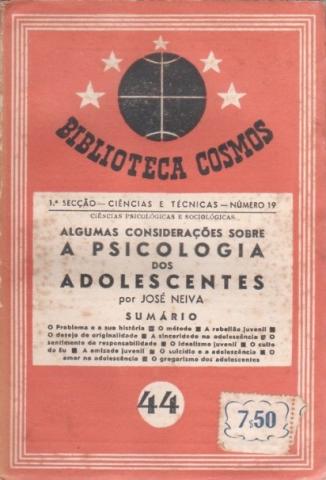 BIBLIOTECA COSMOS
1.ª SECÇÃO — CIÊNCIAS E TÉCNICAS — NÚMERO 19
CIÊNCIAS PSICOLÓGICAS E SOCIOLÓGICAS
ALGUMAS CONSIDERAÇÕES SOBRE
A PSICOLOGIA
DOS
ADOLESCENTES
por JOSÉ NEIVA
SUMÁRIO
O Problema e a sua história ■ O método ■ A rebelião juvenil ■
O desejo de originalidade ■ A sinceridade na adolescência ■ O
sentimento da responsabilidade ■ O idealismo juvenil ■ O culto
do Eu ■ A amizade juvenil ■ O suicídio e a adolescência ■ O
amor na adolescência ■ O gregarismo dos adolescentes
44
7$50